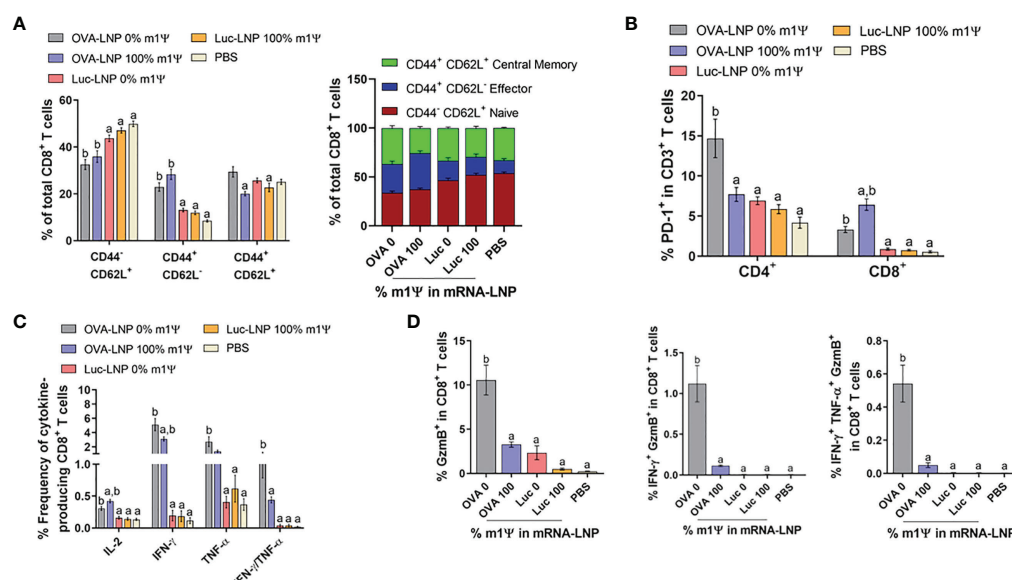 A
OVA-LNP 0% m1Ψ
OVA-LNP 100% m1Ψ
Luc-LNP 0% m1Ψ
Luc-LNP 100% m1Ψ
PBS
% of total CD8⁺ T cells
60
40
20
0
b b a a a
b b a a a
a a
CD44⁻
CD62L⁺
CD44⁺
CD62L⁻
CD44⁺
CD62L⁺
CD44⁺ CD62L⁺ Central Memory
CD44⁺ CD62L⁻ Effector
CD44⁻ CD62L⁺ Naive
% of total CD8⁺ T cells
150
100
50
0
OVA 0
OVA 100
Luc 0
Luc 100
PBS
% m1Ψ in mRNA-LNP
B
OVA-LNP 0% m1Ψ
OVA-LNP 100% m1Ψ
Luc-LNP 0% m1Ψ
Luc-LNP 100% m1Ψ
PBS
% PD-1⁺ in CD3⁺ T cells
20
15
10
5
0
b a a a a
a a,b a a a
CD4⁺
CD8⁺
C
OVA-LNP 0% m1Ψ
OVA-LNP 100% m1Ψ
Luc-LNP 0% m1Ψ
Luc-LNP 100% m1Ψ
PBS
% Frequency of cytokine-
producing CD8⁺ T cells
10
8
6
4
2
1.0
0.5
0.0
b a,b a a a
b a,b a a a
b a a a a
b a a a a
IL-2
IFN-γ
TNF-α
IFN-γ/TNF-α
D
% GzmB⁺ in CD8⁺ T cells
15
10
5
0
b a a a a
OVA 0
OVA 100
Luc 0
Luc 100
PBS
% m1Ψ in mRNA-LNP
% IFN-γ⁺ GzmB⁺ in CD8⁺ T cells
1.5
1.0
0.5
0.0
b a a a a
OVA 0
OVA 100
Luc 0
Luc 100
PBS
% m1Ψ in mRNA-LNP
% IFN-γ⁺ TNF-α⁺ GzmB⁺
in CD8⁺ T cells
0.8
0.6
0.4
0.2
0.0
b a a a a
OVA 0
OVA 100
Luc 0
Luc 100
PBS
% m1Ψ in mRNA-LNP